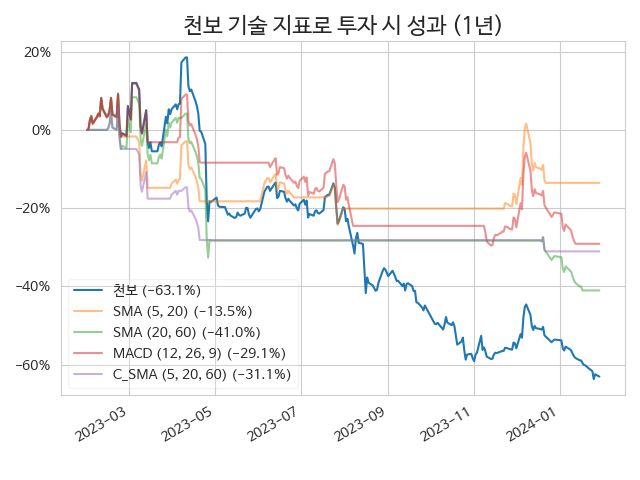 천보 기술 지표로 투자 시 성과 (1년)
20%
0%
−20%
−40%
−60%
천보 (−63.1%)
SMA (5, 20) (−13.5%)
SMA (20, 60) (−41.0%)
MACD (12, 26, 9) (−29.1%)
C_SMA (5, 20, 60) (−31.1%)
2023−03
2023−05
2023−07
2023−09
2023−11
2024−01